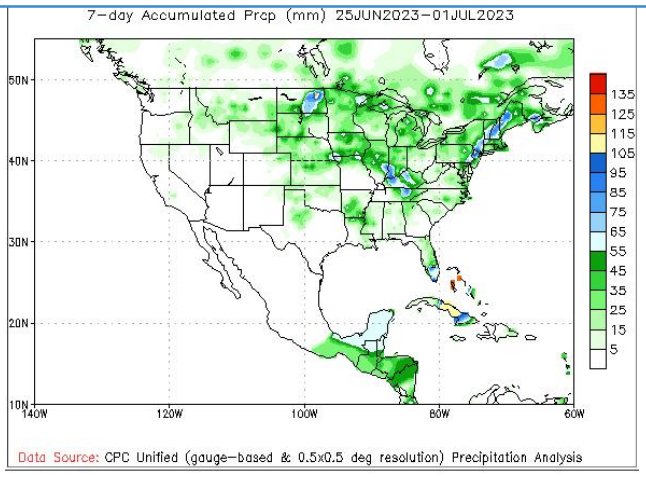 7-day Accumulated Prcp (mm) 25JUN2023-01JUL2023
50N
40N
30N
20N
10N
140W 120W 100W 80W 60W
135
125
115
105
95
85
75
65
55
45
35
25
15
5
Data Source: CPC Unified (gauge-based & 0.5x0.5 deg resolution) Precipitation Analysis